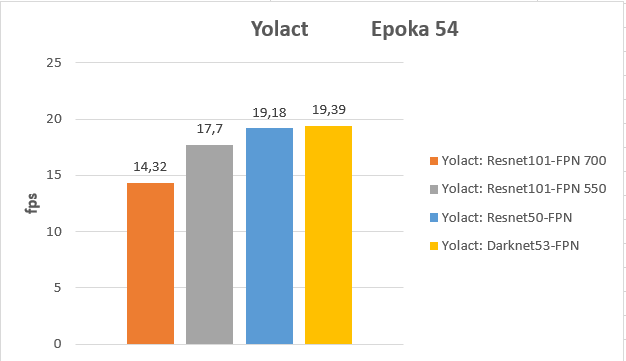 Yolact Epoka 54
25
20
15
10
5
0
fps
14,32
17,7
19,18
19,39
Yolact: Resnet101-FPN 700
Yolact: Resnet101-FPN 550
Yolact: Resnet50-FPN
Yolact: Darknet53-FPN